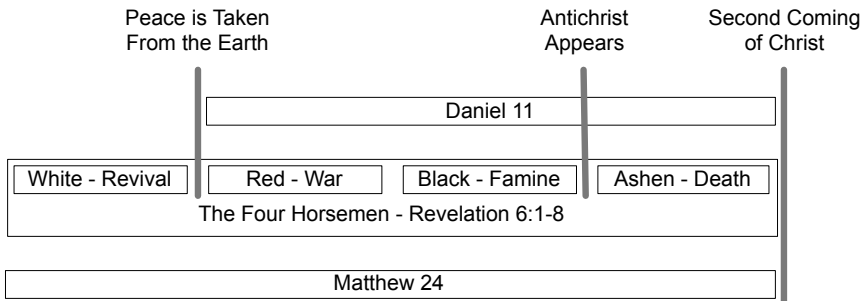 Peace is Taken
From the Earth
Antichrist
Appears
Second Coming
of Christ
Daniel 11
White - Revival
Red - War
Black - Famine
Ashen - Death
The Four Horsemen - Revelation 6:1-8
Matthew 24